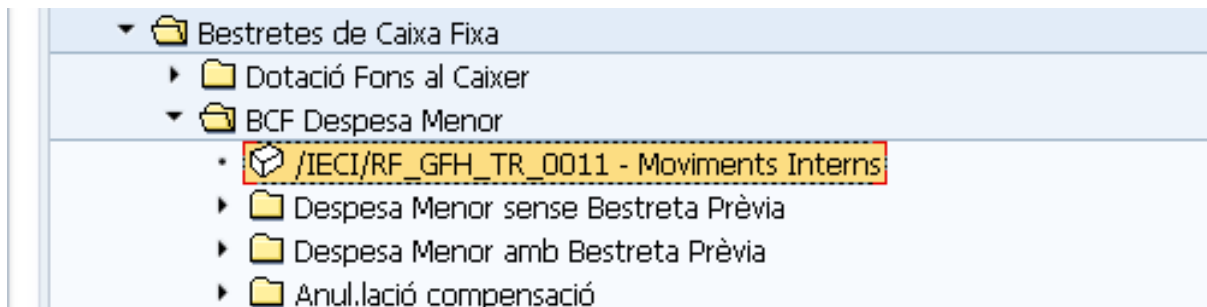 Bestretes de Caixa Fixa
Dotació Fons al Caixer
BCF Despesa Menor
/IECI/RF_GFH_TR_0011 - Moviments Interns
Despesa Menor sense Bestreta Prèvia
Despesa Menor amb Bestreta Prèvia
Anul.lació compensació